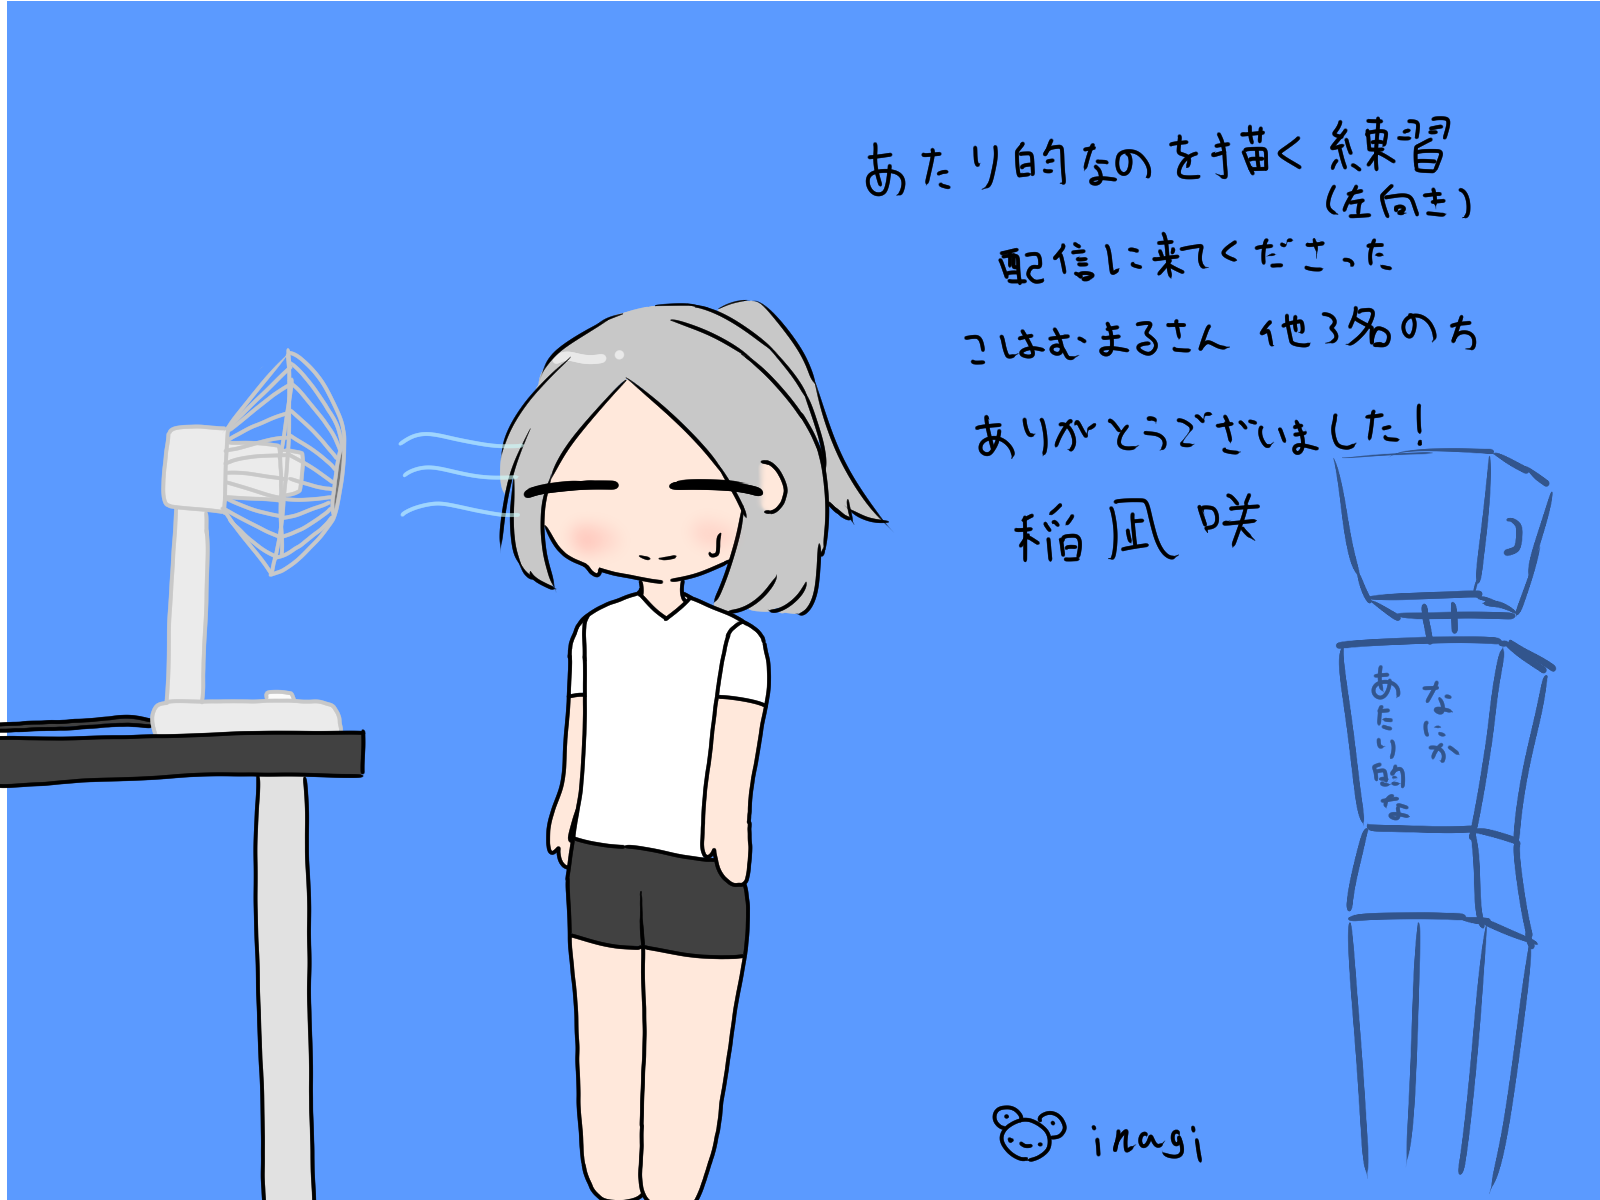 あたり的なのを描く練習
(左向き)
配信に来てくださった
こはむまるさん 他3名のち
ありがとうございました!
稲凪咲
なにか
あたり的な
inagi